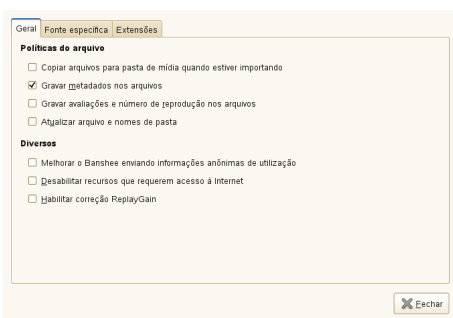 Geral Fonte específica Extensões
Políticas do arquivo
Copiar arquivos para pasta de mídia quando estiver importando
Gravar metadados nos arquivos
Gravar avaliações e número de reprodução nos arquivos
Atualizar arquivo e nomes de pasta
Diversos
Melhorar o Banshee enviando informações anônimas de utilização
Desabilitar recursos que requerem acesso á Internet
Habilitar correção ReplayGain
Fechar